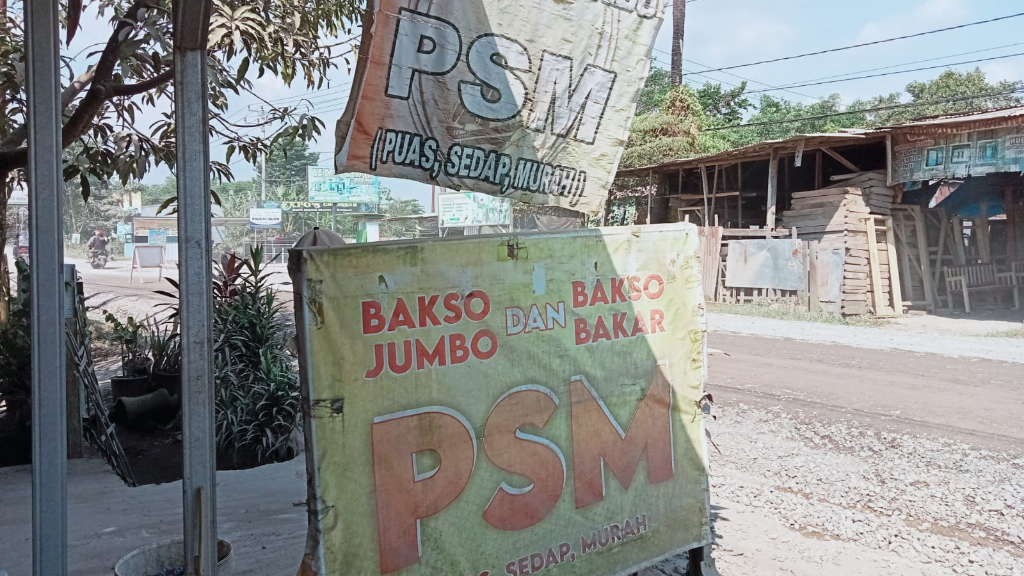 PSM
(PUAS, SEDAP, MURAH)
BAKSO JUMBO DAN BAKSO BAKAR
PSM
SEDAP, MURAH